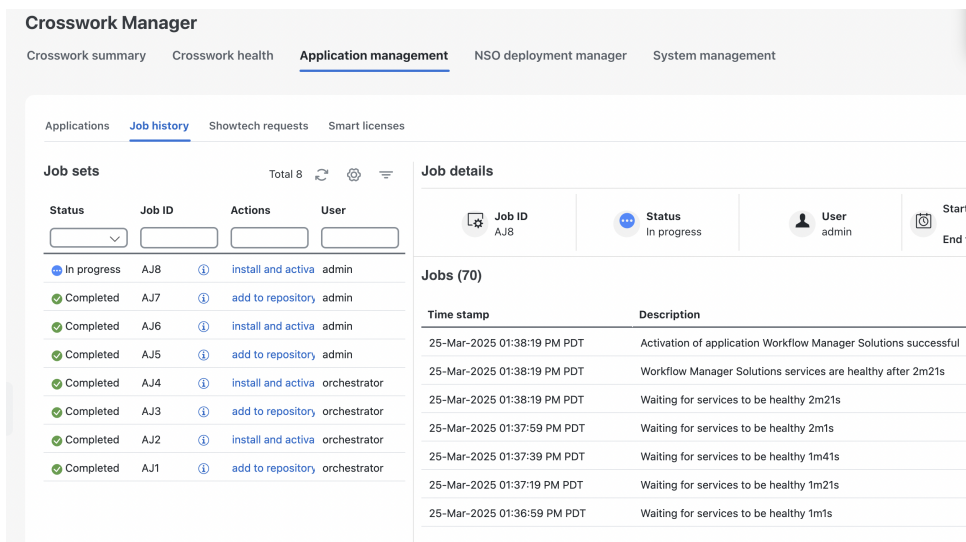 Crosswork Manager
Crosswork summary Crosswork health Application management NSO deployment manager System management
Applications Job history Showtech requests Smart licenses
Job sets Total 8
Status Job ID Actions User
In progress AJ8 install and activa admin
Completed AJ7 add to repository admin
Completed AJ6 install and activa admin
Completed AJ5 add to repository admin
Completed AJ4 install and activa orchestrator
Completed AJ3 add to repository orchestrator
Completed AJ2 install and activa orchestrator
Completed AJ1 add to repository orchestrator
Job details
Job ID
AJ8
Status
In progress
User
admin
Start
End
Jobs (70)
Time stamp Description
25-Mar-2025 01:38:19 PM PDT Activation of application Workflow Manager Solutions successful
25-Mar-2025 01:38:19 PM PDT Workflow Manager Solutions services are healthy after 2m21s
25-Mar-2025 01:38:19 PM PDT Waiting for services to be healthy 2m21s
25-Mar-2025 01:37:59 PM PDT Waiting for services to be healthy 2m1s
25-Mar-2025 01:37:39 PM PDT Waiting for services to be healthy 1m41s
25-Mar-2025 01:37:19 PM PDT Waiting for services to be healthy 1m21s
25-Mar-2025 01:36:59 PM PDT Waiting for services to be healthy 1m1s